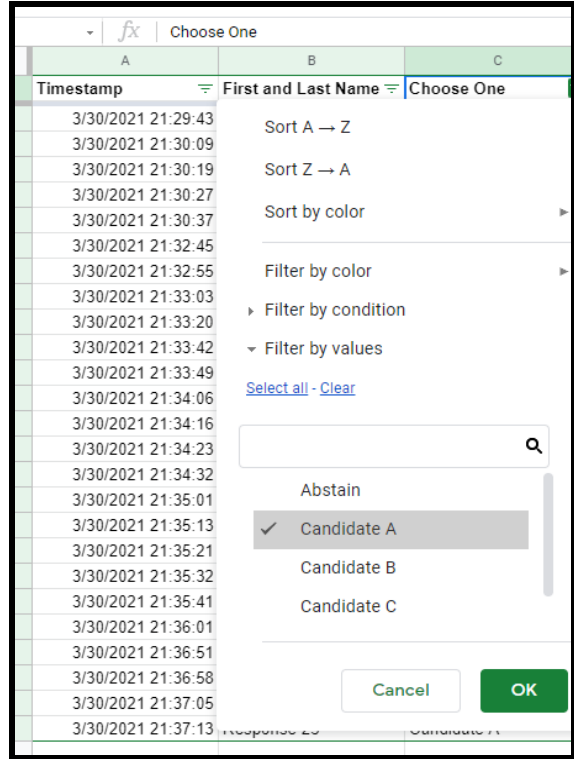 fx Choose One
A B C
Timestamp First and Last Name Choose One
3/30/2021 21:29:43
3/30/2021 21:30:09
3/30/2021 21:30:19
3/30/2021 21:30:27
3/30/2021 21:30:37
3/30/2021 21:32:45
3/30/2021 21:32:55
3/30/2021 21:33:03
3/30/2021 21:33:20
3/30/2021 21:33:42
3/30/2021 21:33:49
3/30/2021 21:34:06
3/30/2021 21:34:16
3/30/2021 21:34:23
3/30/2021 21:34:32
3/30/2021 21:35:01
3/30/2021 21:35:13
3/30/2021 21:35:21
3/30/2021 21:35:32
3/30/2021 21:35:41
3/30/2021 21:36:01
3/30/2021 21:36:51
3/30/2021 21:36:58
3/30/2021 21:37:05
3/30/2021 21:37:13
Sort A → Z
Sort Z → A
Sort by color
Filter by color
Filter by condition
Filter by values
Select all - Clear
Abstain
Candidate A
Candidate B
Candidate C
Cancel OK